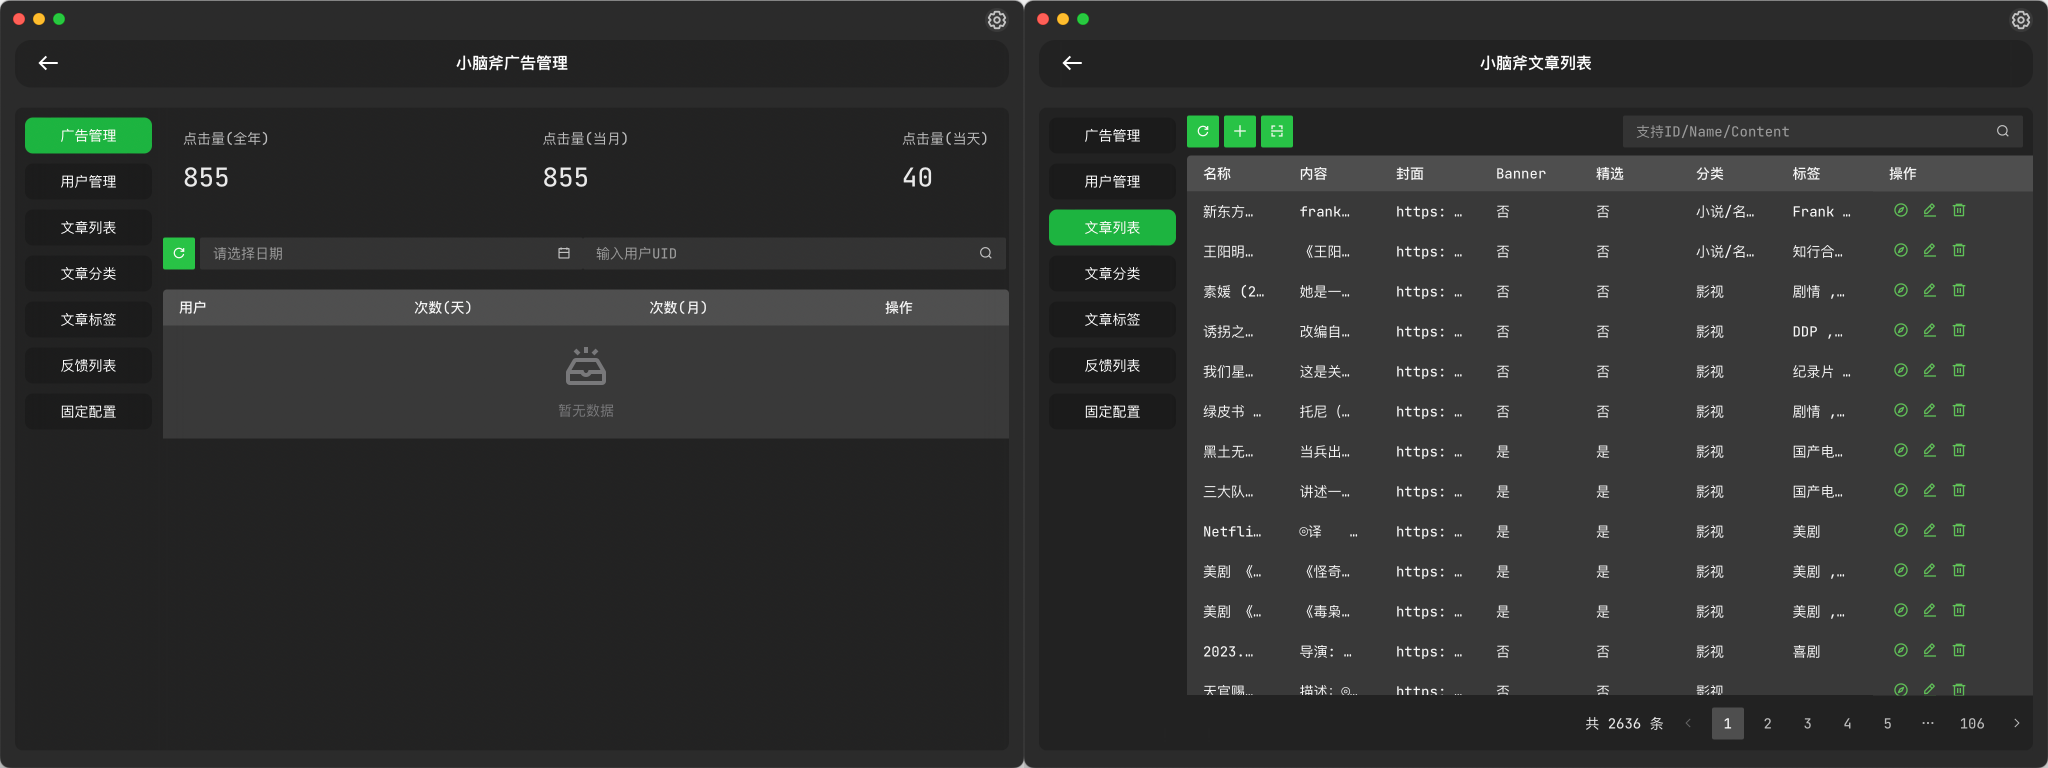 小脑斧广告管理
广告管理
用户管理
文章列表
文章分类
文章标签
反馈列表
固定配置
点击量(全年) 点击量(当月) 点击量(当天)
855 855 40
请选择日期 输入用户UID
用户 次数(天) 次数(月) 操作
暂无数据
小脑斧文章列表
广告管理
用户管理
文章列表
文章分类
文章标签
反馈列表
固定配置
支持ID/Name/Content
名称 内容 封面 Banner 精选 分类 标签 操作
新东方… frank… https: … 否 否 小说/名… Frank …
王阳明… 《王阳… https: … 否 否 小说/名… 知行合…
素媛 (2… 她是一… https: … 否 否 影视 剧情 ,…
诱拐之… 改编自… https: … 否 否 影视 DDP ,…
我们星… 这是关… https: … 否 否 影视 纪录片 …
绿皮书 … 托尼 (… https: … 否 否 影视 剧情 ,…
黑土无… 当兵出… https: … 是 是 影视 国产电…
三大队… 讲述一… https: … 是 是 影视 国产电…
Netfli… ◎译 … https: … 是 是 影视 美剧
美剧 《… 《怪奇… https: … 是 是 影视 美剧 ,…
美剧 《… 《毒枭… https: … 是 是 影视 美剧 ,…
2023.… 导演: … https: … 否 否 影视 喜剧
天官赐… 描述: ◎… https: … 否 否 影视
共 2636 条 1 2 3 4 5 ··· 106